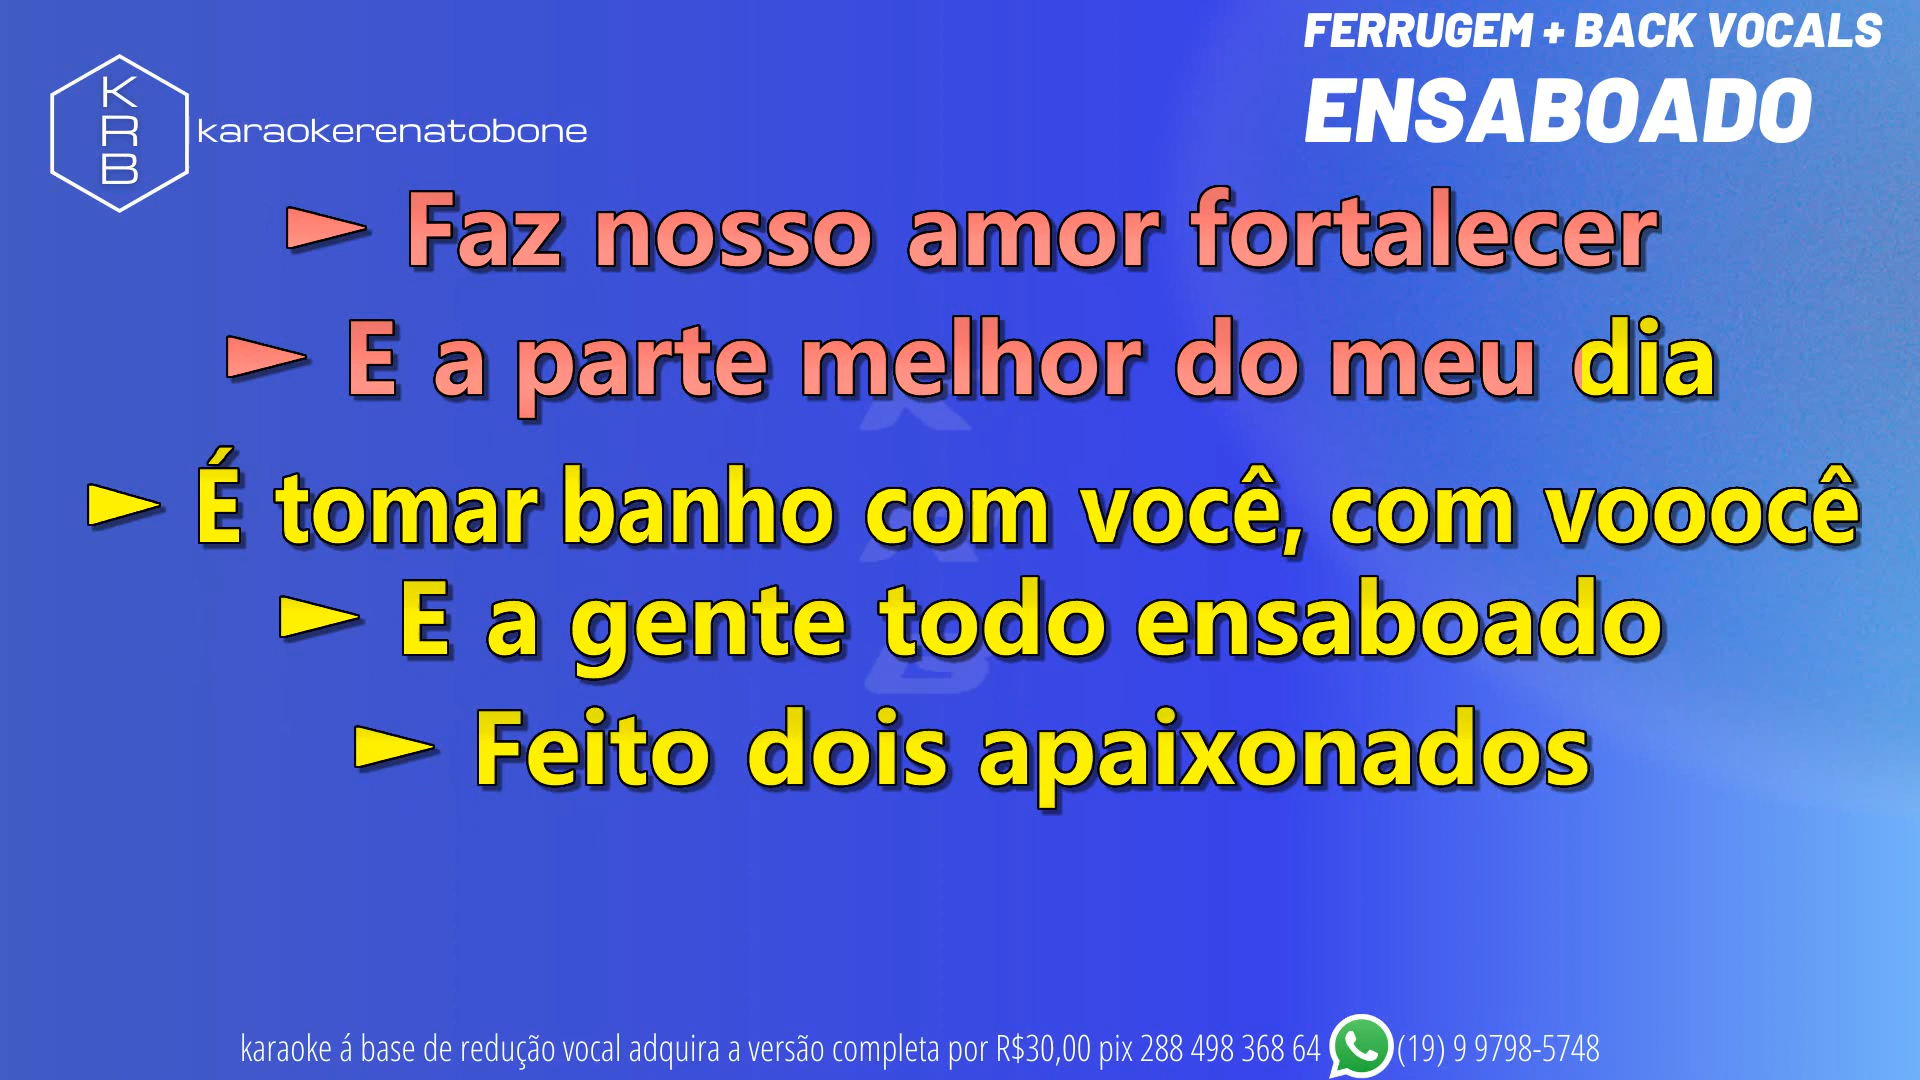 FERRUGEM + BACK VOCALS
ENSABOADO
K
R
B
karaokerenatobone
► Faz nosso amor fortalecer
► E a parte melhor do meu dia
► É tomar banho com você, com vooocê
► E a gente todo ensaboado
► Feito dois apaixonados
karaoke á base de redução vocal adquira a versão completa por R$30,00 pix 288 498 368 64 (19) 9 9798-5748